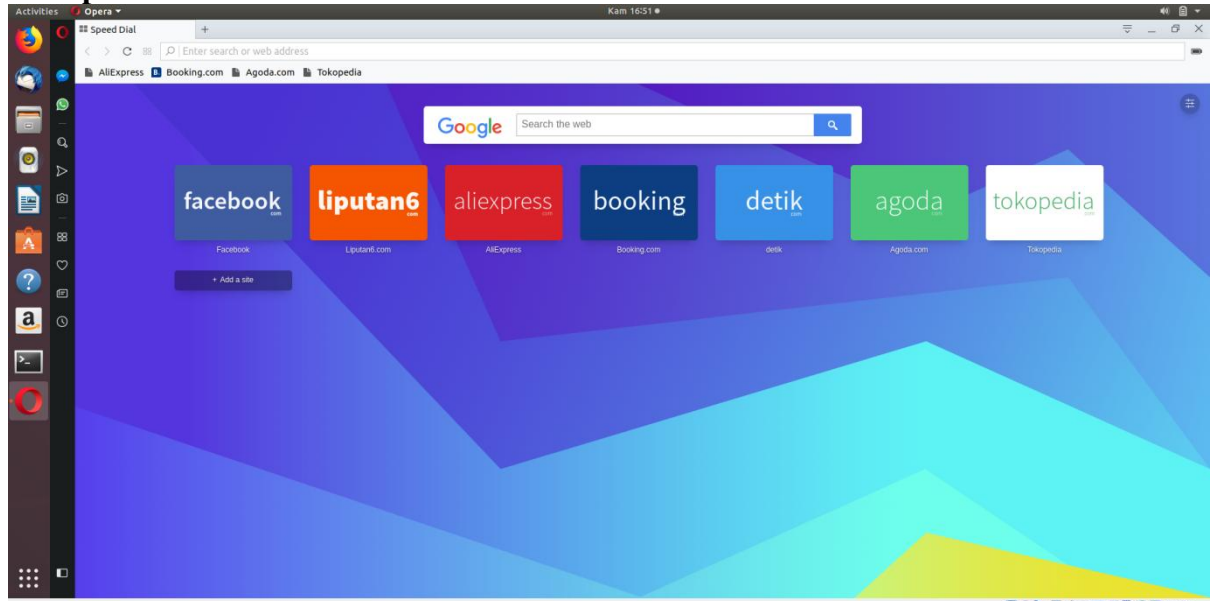 Activities Opera Kam 16:51
Speed Dial
Enter search or web address
AliExpress Booking.com Agoda.com Tokopedia
Google Search the web
facebook.com liputan6.com aliexpress.com booking detik.com agoda.com tokopedia.com
Facebook Liputan6.com AliExpress Booking.com detik Agoda.com Tokopedia
+ Add a site